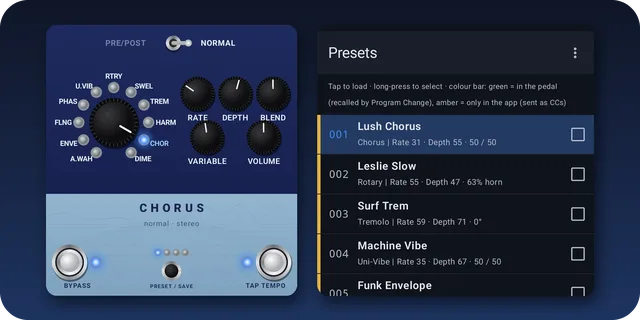 PRE/POST
NORMAL
RTRY
U.VIB
SWEL
PHAS
TREM
FLNG
HARM
ENVE
CHOR
A.WAH
DIME
RATE
DEPTH
BLEND
VARIABLE
VOLUME
CHORUS
normal · stereo
BYPASS
PRESET / SAVE
TAP TEMPO
Presets
Tap to load · long-press to select · colour bar: green = in the pedal
(recalled by Program Change), amber = only in the app (sent as CCs)
001
Lush Chorus
Chorus | Rate 31 · Depth 55 · 50 / 50
002
Leslie Slow
Rotary | Rate 55 · Depth 47 · 63% horn
003
Surf Trem
Tremolo | Rate 59 · Depth 71 · 0°
004
Machine Vibe
Uni-Vibe | Rate 35 · Depth 67 · 50 / 50
005
Funk Envelope